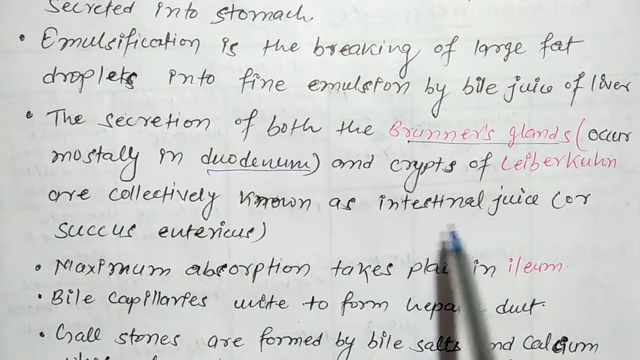 Secreted into stomach
• Emulsification is the breaking of large fat
droplets into fine emulsion by bile juice of liver
• The secretion of both the Brunner's glands (occur
mostaly in duodenum) and crypts of Leiberkuhn
are collectively known as intestinal juice (or
succus entericus)
• Maximum absorption takes in ileum.
• Bile capillaries unite to form duct.
• Gall stones are formed by bile salts and Calcium